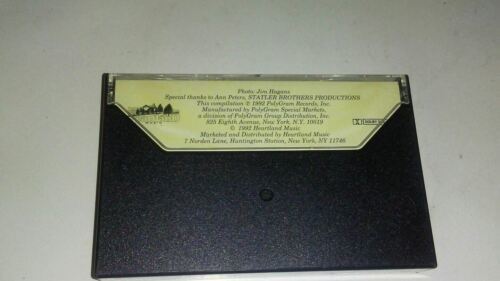 Photo: Jim Hagans
Special thanks to Ann Peters, STATLER BROTHERS PRODUCTIONS
This compilation ℗ 1992 PolyGram Records, Inc.
Manufactured by PolyGram Special Markets,
a division of PolyGram Group Distribution, Inc.
825 Eighth Avenue, New York, N.Y. 10019
© 1992 Heartland Music
Marketed and Distributed by Heartland Music
7 Norden Lane, Huntington Station, New York, NY 11746
DOLBY